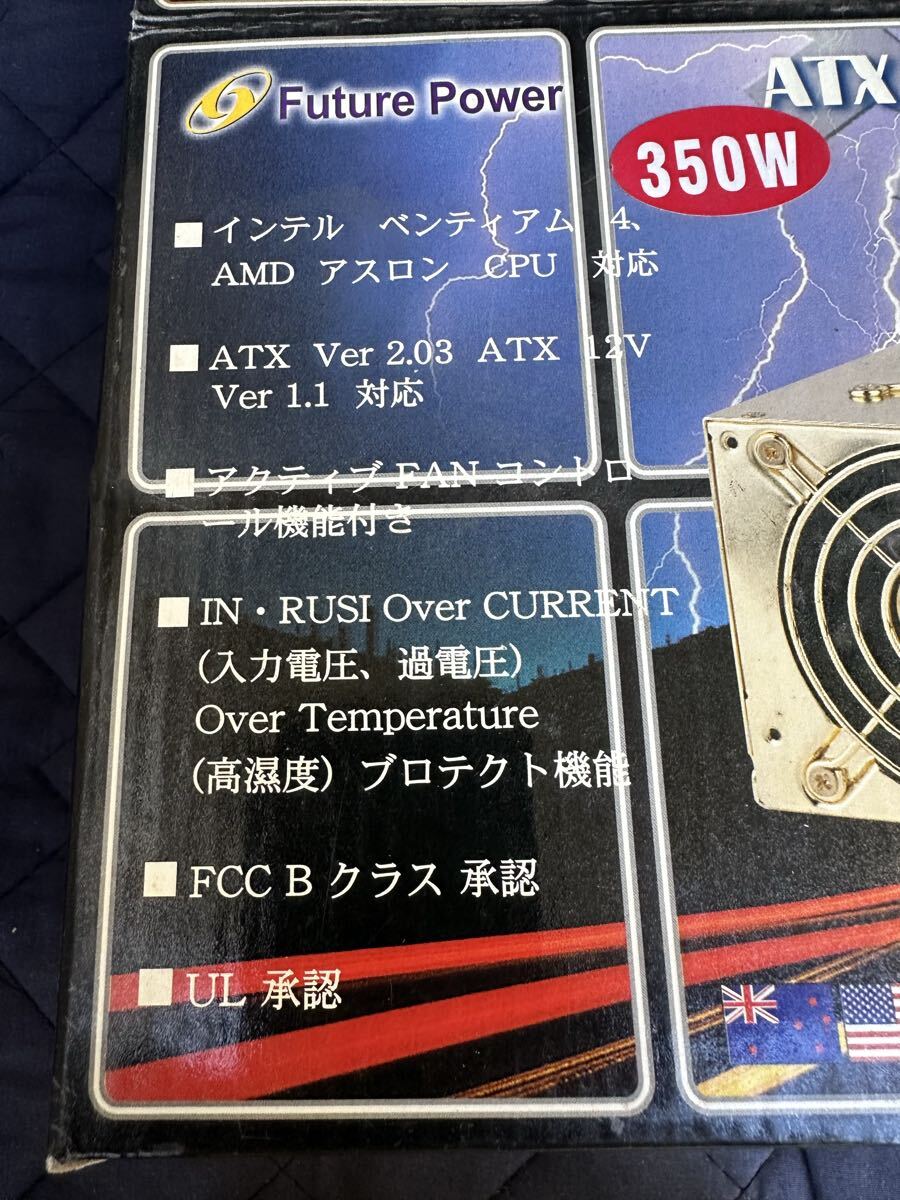 Future Power
ATX
350W
■ インテル ベンティアム 4、
AMD アスロン CPU 対応
■ ATX Ver 2.03 ATX 12V
Ver 1.1 対応
■ アクティブ FAN コントロ
ール機能付き
■ IN・RUSI Over CURRENT
(入力電圧、過電圧)
Over Temperature
(高濕度) ブロテクト機能
■ FCC B クラス 承認
■ UL 承認